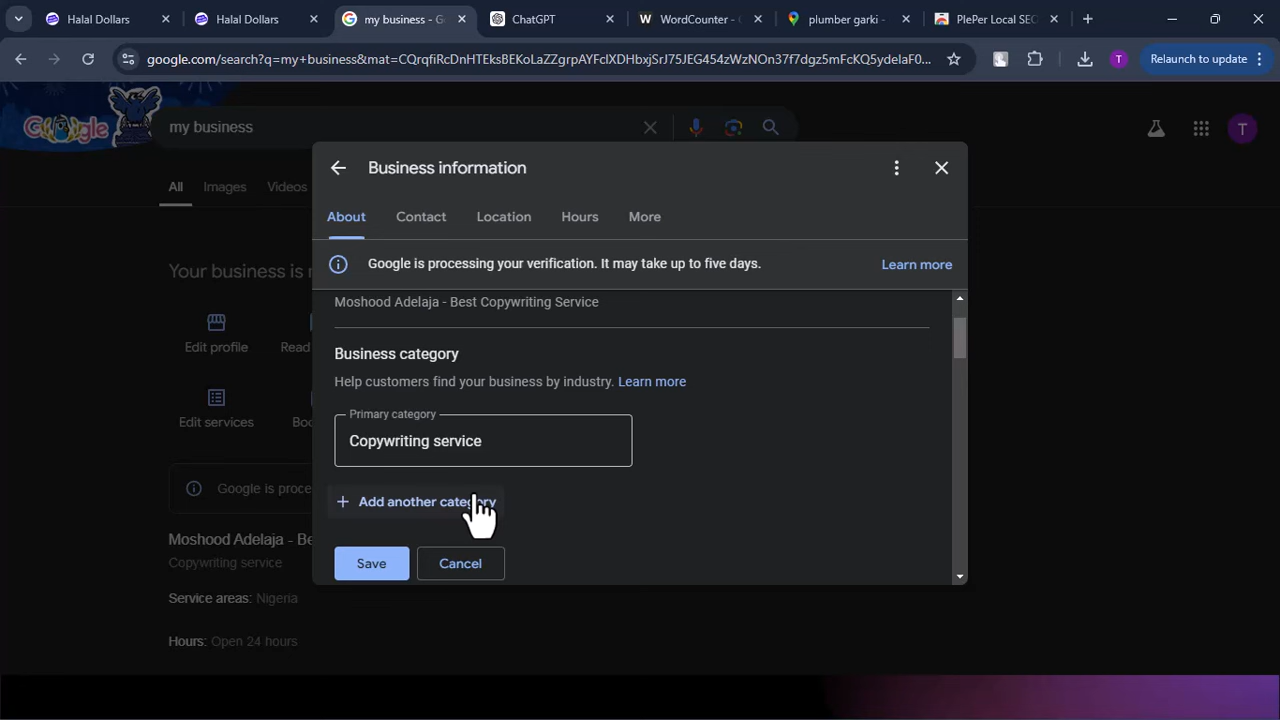 Halal Dollars
Halal Dollars
my business - G
ChatGPT
WordCounter - C
plumber garki -
PlePer Local SEC
google.com/search?q=my+business&mat=CQrqfiRcDnHTEksBEKoLaZZgrpAYFclXDHbxjSrJ75JEG454zWzNOn37f7dgz5mFcKQ5ydelaF0...
T
Relaunch to update
Google
my business
T
All
Images
Videos
Business information
About
Contact
Location
Hours
More
Google is processing your verification. It may take up to five days.
Learn more
Your business is
Moshood Adelaja - Best Copywriting Service
Edit profile
Read
Business category
Help customers find your business by industry. Learn more
Primary category
Copywriting service
Edit services
Boo
Google is proce
+ Add another category
Moshood Adelaja - Be
Copywriting service
Save
Cancel
Service areas: Nigeria
Hours: Open 24 hours